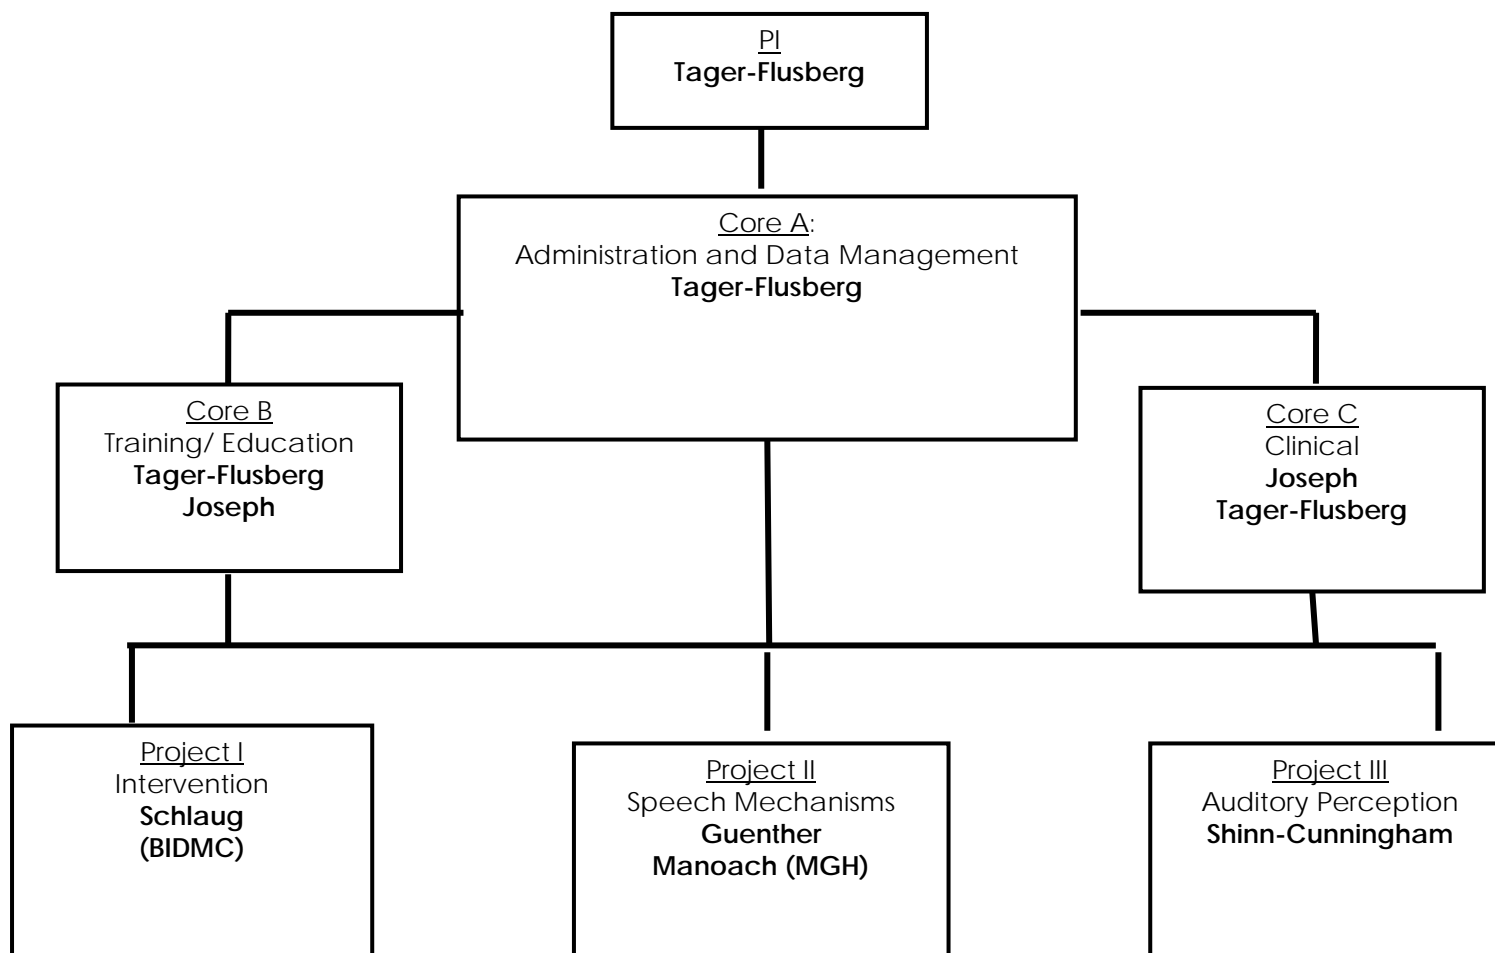 PI
Tager-Flusberg
Core A:
Administration and Data Management
Tager-Flusberg
Core B
Training/ Education
Tager-Flusberg
Joseph
Core C
Clinical
Joseph
Tager-Flusberg
Project I
Intervention
Schlaug
(BIDMC)
Project II
Speech Mechanisms
Guenther
Manoach (MGH)
Project III
Auditory Perception
Shinn-Cunningham